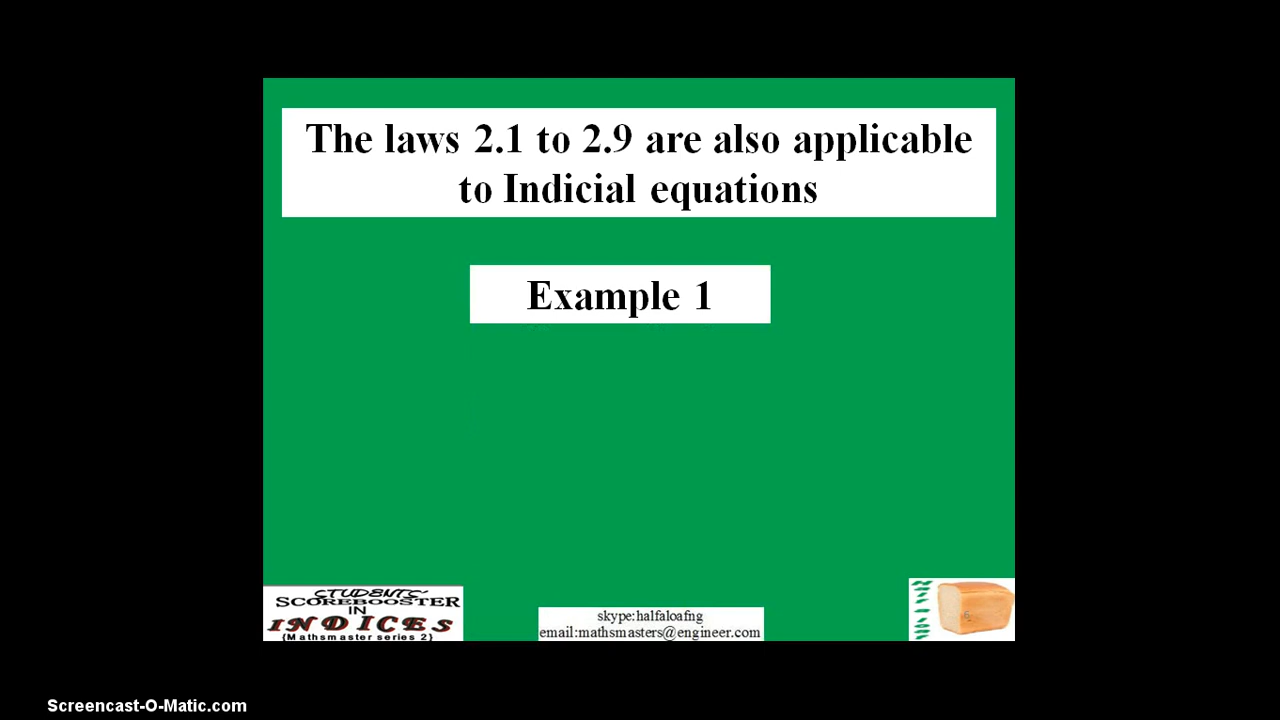 The laws 2.1 to 2.9 are also applicable
to Indicial equations
Example 1
STUDENTS
SCOREBOOSTER
IN
INDICES
{Mathsmaster series 2}
skype:halfaloafng
email:mathsmasters@engineer.com
Screencast-O-Matic.com